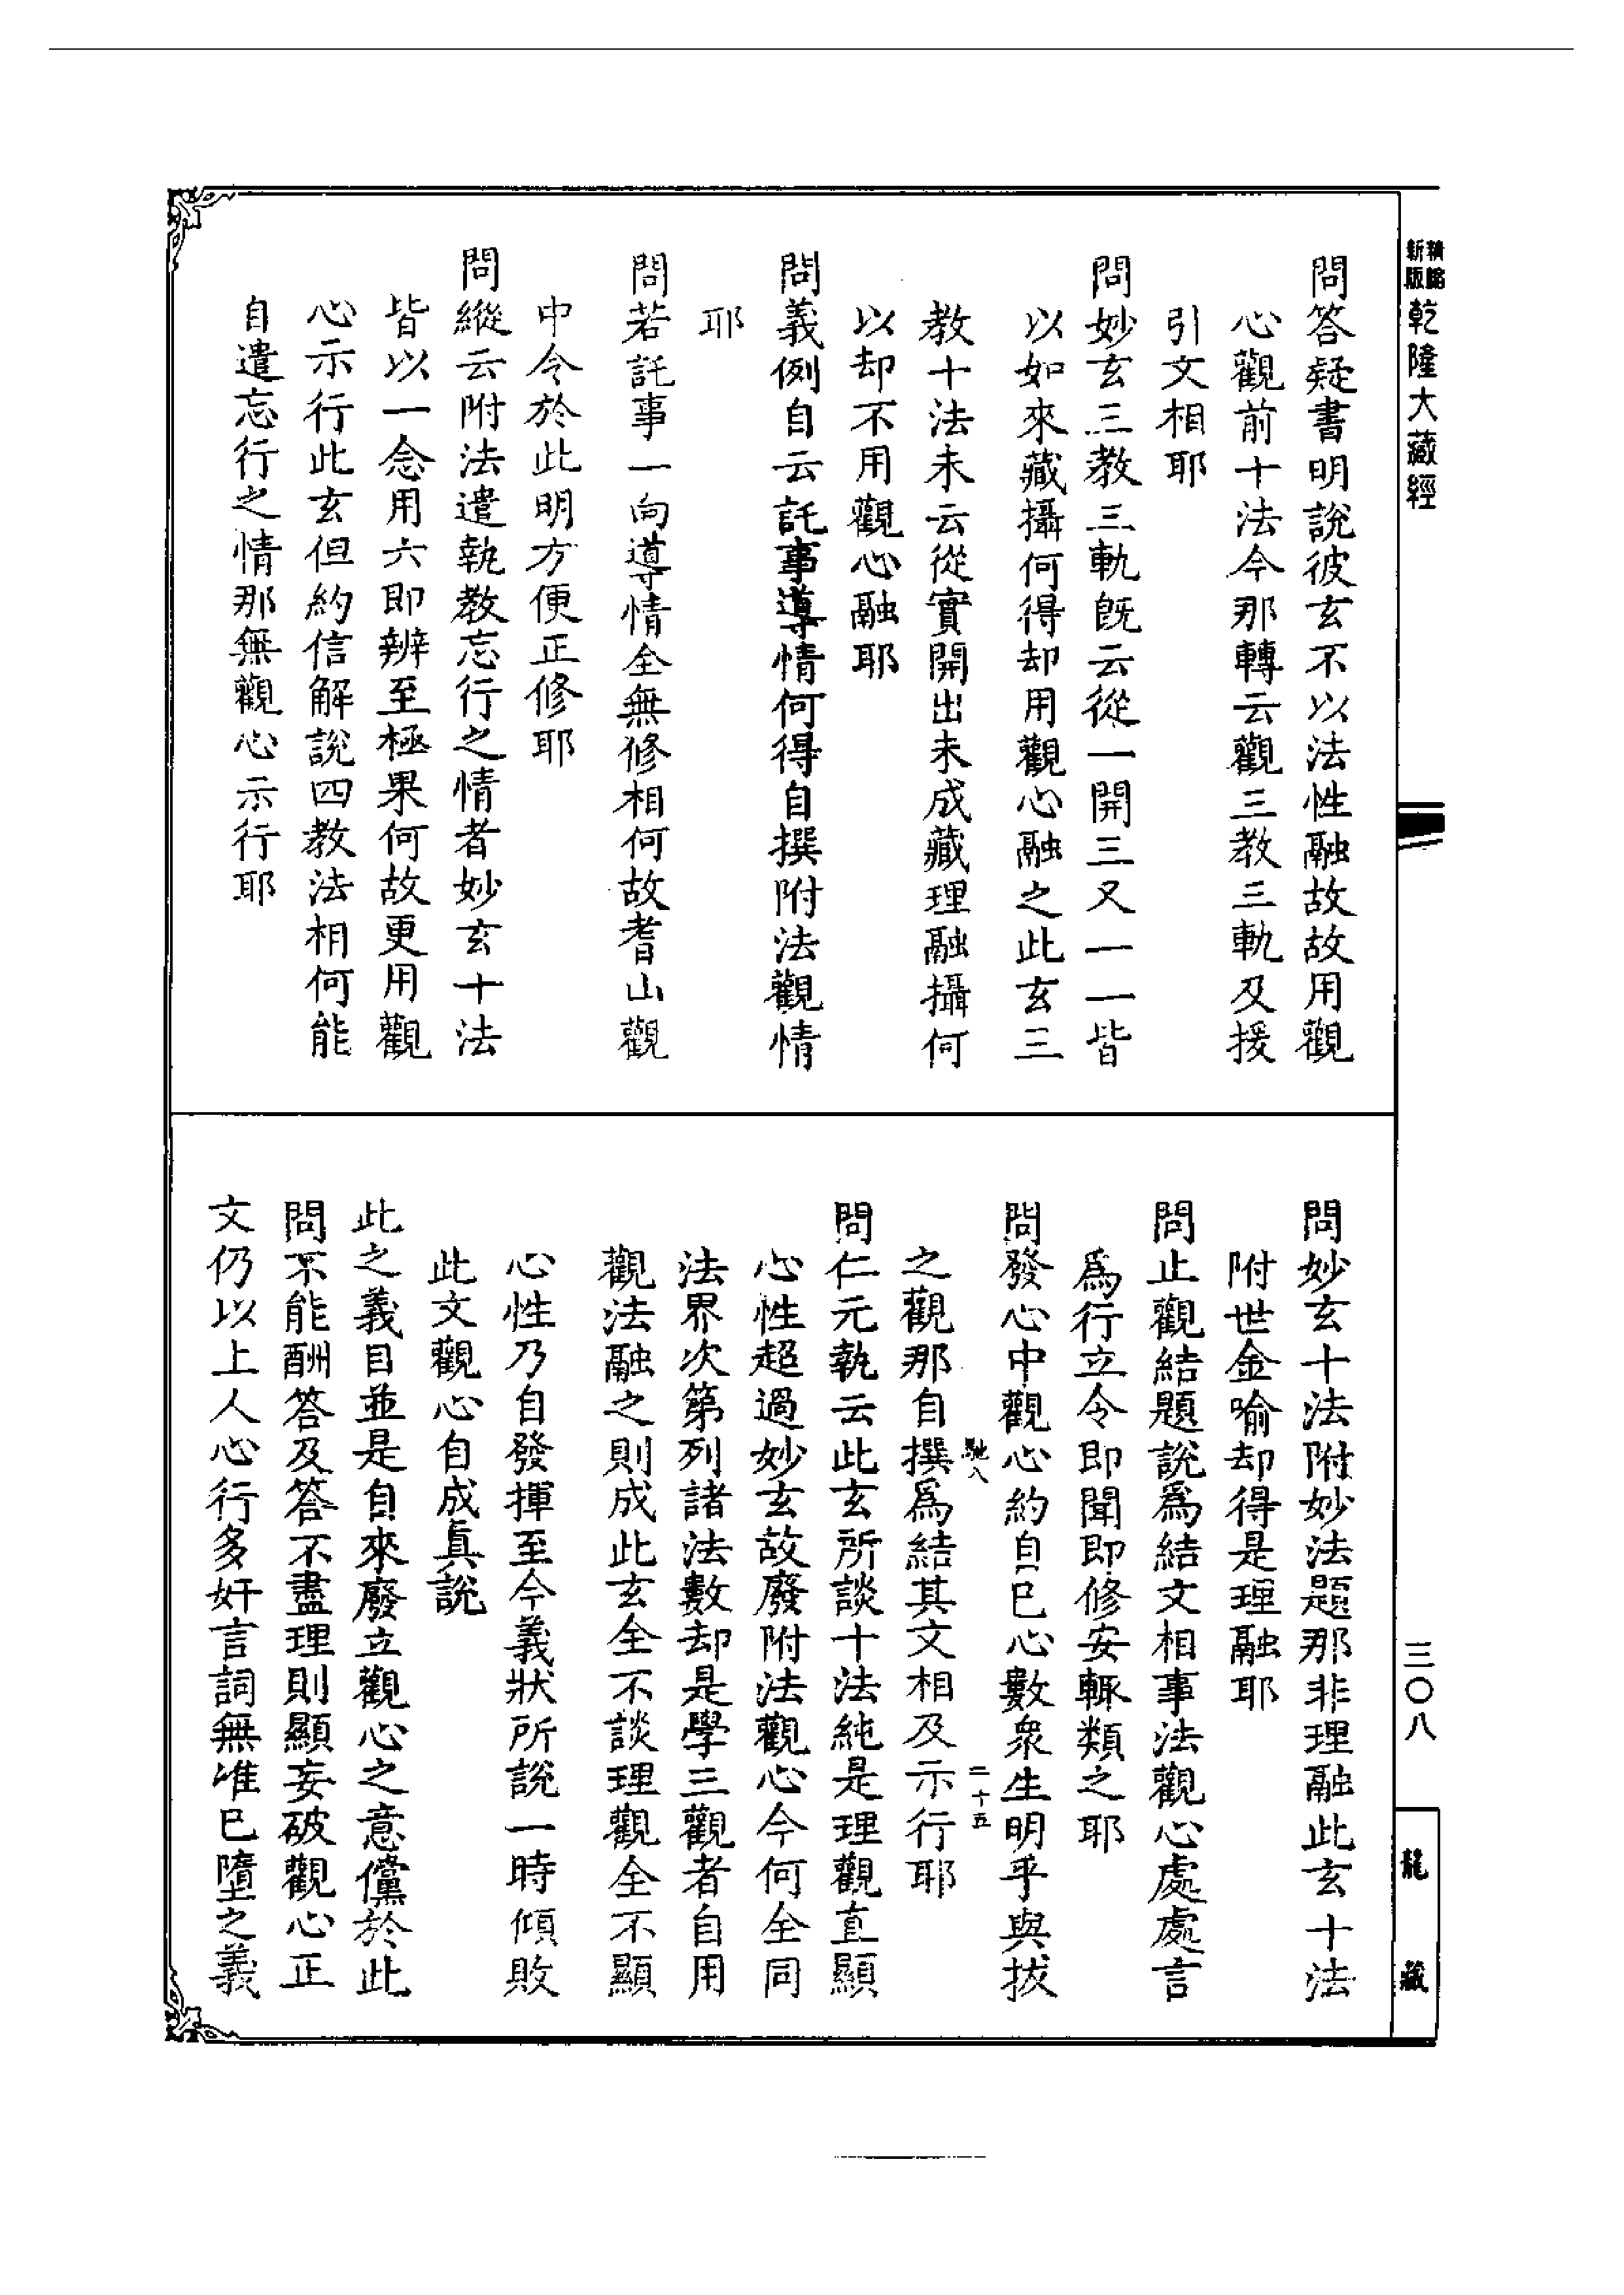 新版 精縮
乾隆大藏經
三〇八
龍藏
問答疑書明說彼玄不以法性融故故用觀
心觀前十法今那轉云觀三教三軌及援
引文相耶
問妙玄三教三軌既云從一開三又一一皆
以如來藏攝何得却用觀心融之此玄三
教十法未云從實開出未成藏理融攝何
以却不用觀心融耶
問義例自云託事導情何得自撰附法觀情
耶
問若託事一向導情全無修相何故耆山觀
中令於此明方便正修耶
問縱云附法遣執教忘行之情者妙玄十法
皆以一念用六即辨至極果何故更用觀
心示行此玄但約信解說四教法相何能
自遣忘行之情那無觀心示行耶
問妙玄十法附妙法題那非理融此玄十法
附世金喻却得是理融耶
問止觀結題說為結文相事法觀心處處言
為行立令即聞即修安輒類之耶
問發心中觀心約自巳心數衆生明乎與拔
之觀那自撰為結其文相及示行耶
馳八
二十五
問仁元執云此玄所談十法純是理觀直顯
心性超過妙玄故廢附法觀心今何全同
法界次第列諸法數却是學三觀者自用
觀法融之則成此玄全不談理觀全不顯
心性乃自發揮至今義狀所說一時傾敗
此文觀心自成真說
此之義目並是自來廢立觀心之意儻於此
問不能酬答及答不盡理則顯妄破觀心正
文仍以上人心行多奸言詞無准巳墮之義